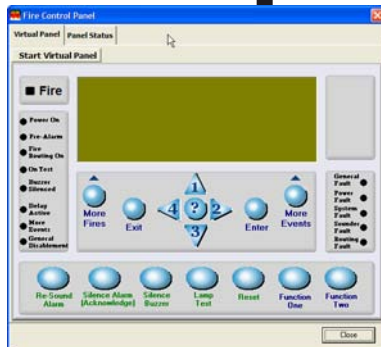 Fire Control Panel
Virtual Panel Panel Status
Start Virtual Panel
Fire
Power On
Pre-Alarm
Fire
Routing On
On Test
Buzzer
Silenced
Delay
Active
More
Events
General
Disablement
More
Fires
Exit
1
4 ? 2
3
Enter
More
Events
General
Fault
Power
Fault
System
Fault
Sounder
Fault
Routing
Fault
Re-Sound
Alarm
Silence Alarm
(Acknowledge)
Silence
Buzzer
Lamp
Test
Reset
Function
One
Function
Two
Close